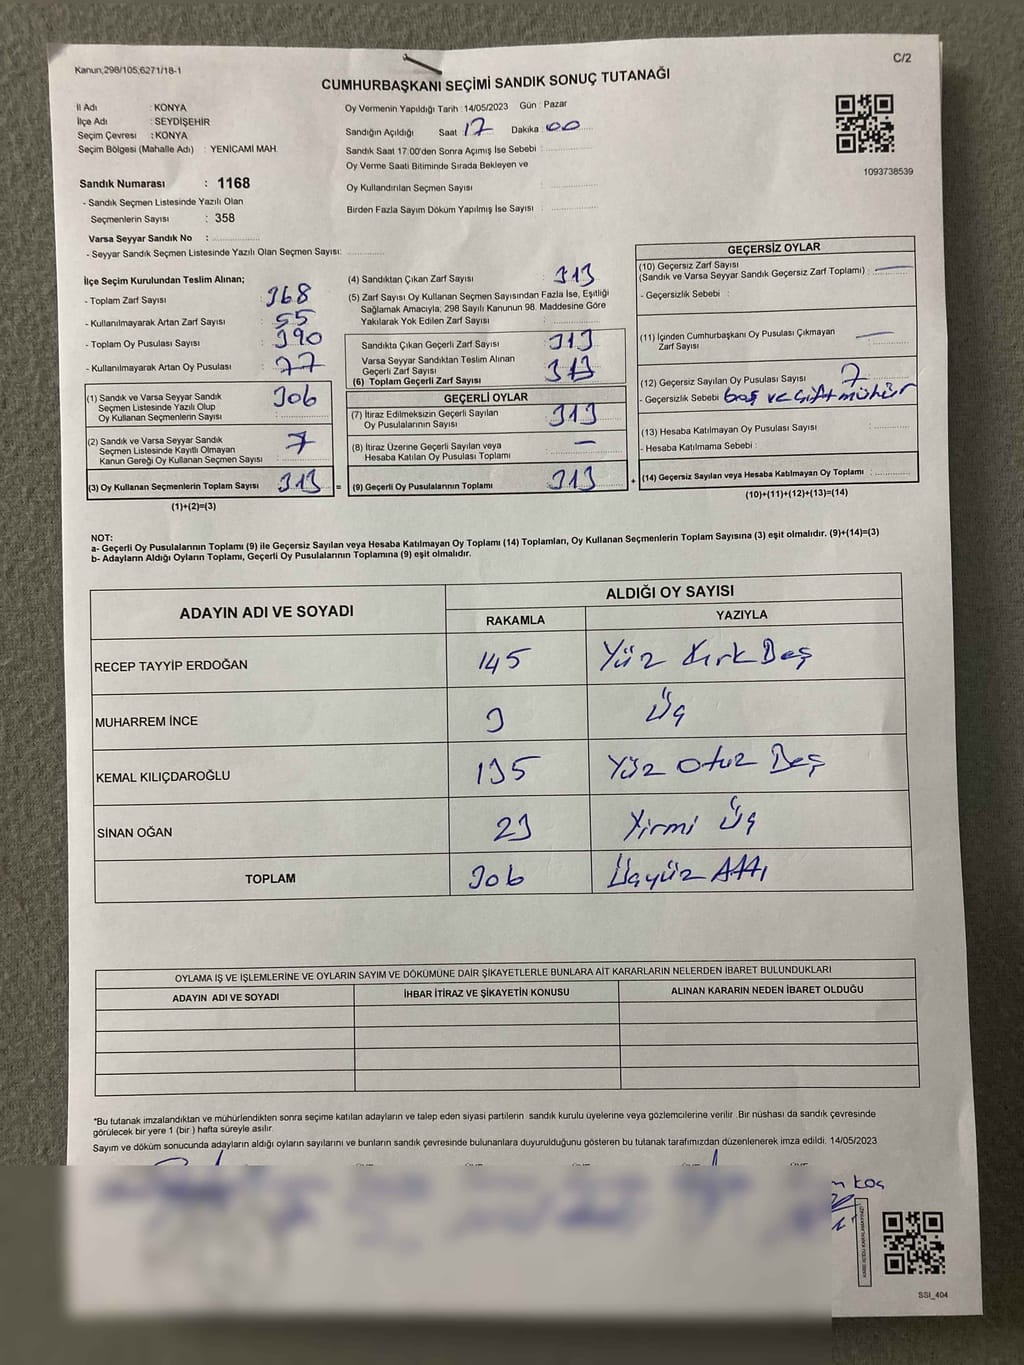 Kanun;298/105;6271/18-1
C/2
CUMHURBAŞKANI SEÇİMİ SANDIK SONUÇ TUTANAĞI
İl Adı : KONYA
İlçe Adı : SEYDİŞEHİR
Seçim Çevresi : KONYA
Seçim Bölgesi (Mahalle Adı) : YENİCAMİ MAH.
Sandık Numarası : 1168
- Sandık Seçmen Listesinde Yazılı Olan
Seçmenlerin Sayısı : 358
Varsa Seyyar Sandık No :
- Seyyar Sandık Seçmen Listesinde Yazılı Olan Seçmen Sayısı:
Oy Vermenin Yapıldığı Tarih : 14/05/2023 Gün : Pazar
Sandığın Açıldığı Saat 17 Dakika : 00
Sandık Saat 17:00'den Sonra Açımış İse Sebebi :
Oy Verme Saati Bitiminde Sırada Bekleyen ve
Oy Kullandırılan Seçmen Sayısı :
Birden Fazla Sayım Döküm Yapılmış İse Sayısı :
1093738539
İlçe Seçim Kurulundan Teslim Alınan;
- Toplam Zarf Sayısı : 368
- Kullanılmayarak Artan Zarf Sayısı : 55
- Toplam Oy Pusulası Sayısı : 390
- Kullanılmayarak Artan Oy Pusulası : 77
(1) Sandık ve Varsa Seyyar Sandık
Seçmen Listesinde Yazılı Olup
Oy Kullanan Seçmenlerin Sayısı : 306
(2) Sandık ve Varsa Seyyar Sandık
Seçmen Listesinde Kayıtlı Olmayan
Kanun Gereği Oy Kullanan Seçmen Sayısı : 7
(3) Oy Kullanan Seçmenlerin Toplam Sayısı : 313 =
(1)+(2)=(3)
(4) Sandıktan Çıkan Zarf Sayısı : 313
(5) Zarf Sayısı Oy Kullanan Seçmen Sayısından Fazla İse, Eşitliği
Sağlamak Amacıyla, 298 Sayılı Kanunun 98. Maddesine Göre
Yakılarak Yok Edilen Zarf Sayısı :
Sandıkta Çıkan Geçerli Zarf Sayısı : 313
Varsa Seyyar Sandıktan Teslim Alınan
Geçerli Zarf Sayısı :
(6) Toplam Geçerli Zarf Sayısı : 313
GEÇERLİ OYLAR
(7) İtiraz Edilmeksizin Geçerli Sayılan
Oy Pusulalarının Sayısı : 313
(8) İtiraz Üzerine Geçerli Sayılan veya
Hesaba Katılan Oy Pusulası Toplamı : —
(9) Geçerli Oy Pusulalarının Toplamı : 313 +
GEÇERSİZ OYLAR
(10) Geçersiz Zarf Sayısı
(Sandık ve Varsa Seyyar Sandık Geçersiz Zarf Toplamı) : —
- Geçersizlik Sebebi :
(11) İçinden Cumhurbaşkanı Oy Pusulası Çıkmayan
Zarf Sayısı : —
(12) Geçersiz Sayılan Oy Pusulası Sayısı : 7
- Geçersizlik Sebebi : boş ve çift mühür
(13) Hesaba Katılmayan Oy Pusulası Sayısı :
- Hesaba Katılmama Sebebi :
(14) Geçersiz Sayılan veya Hesaba Katılmayan Oy Toplamı :
(10)+(11)+(12)+(13)=(14)
NOT:
a- Geçerli Oy Pusulalarının Toplamı (9) ile Geçersiz Sayılan veya Hesaba Katılmayan Oy Toplamı (14) Toplamları, Oy Kullanan Seçmenlerin Toplam Sayısına (3) eşit olmalıdır. (9)+(14)=(3)
b- Adayların Aldığı Oyların Toplamı, Geçerli Oy Pusulalarının Toplamına (9) eşit olmalıdır.
ADAYIN ADI VE SOYADI
ALDIĞI OY SAYISI
RAKAMLA YAZIYLA
RECEP TAYYİP ERDOĞAN 145 Yüz Kırk Beş
MUHARREM İNCE 3 Üç
KEMAL KILIÇDAROĞLU 135 Yüz Otuz Beş
SİNAN OĞAN 23 Yirmi Üç
TOPLAM 306 Üçyüz Altı
OYLAMA İŞ VE İŞLEMLERİNE VE OYLARIN SAYIM VE DÖKÜMÜNE DAİR ŞİKAYETLERLE BUNLARA AİT KARARLARIN NELERDEN İBARET BULUNDUKLARI
ADAYIN ADI VE SOYADI İHBAR İTİRAZ VE ŞİKAYETİN KONUSU ALINAN KARARIN NEDEN İBARET OLDUĞU
*Bu tutanak imzalandıktan ve mühürlendikten sonra seçime katılan adayların ve talep eden siyasi partilerin sandık kurulu üyelerine veya gözlemcilerine verilir. Bir nüshası da sandık çevresinde
görülecek bir yere 1 (bir) hafta süreyle asılır.
Sayım ve döküm sonucunda adayların aldığı oyların sayılarını ve bunların sandık çevresinde bulunanlara duyurulduğunu gösteren bu tutanak tarafımızdan düzenlenerek imza edildi. 14/05/2023
Koç
SSI_404